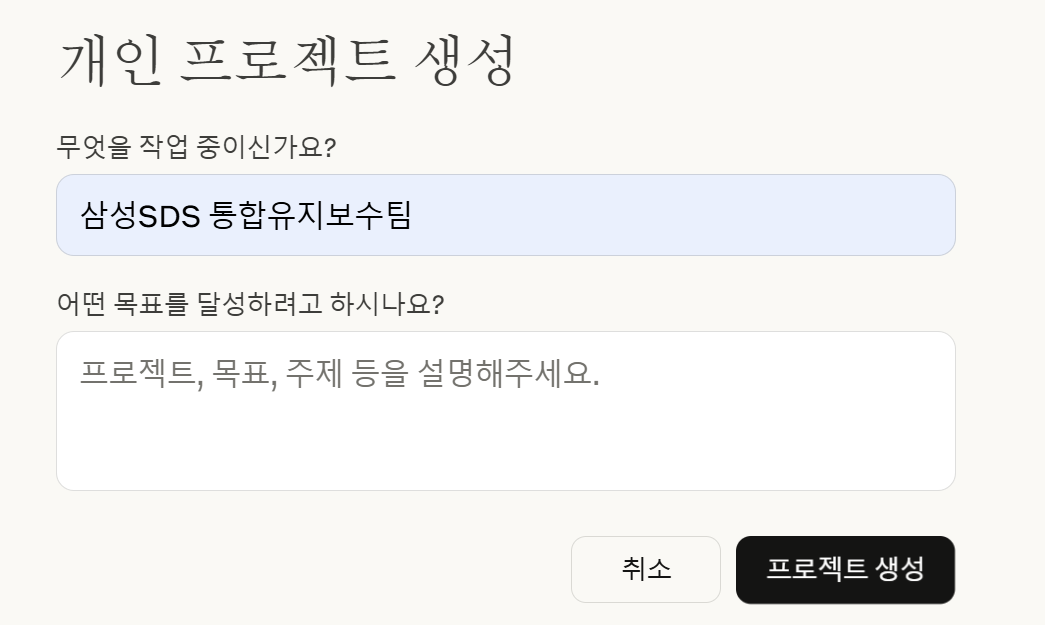 개인 프로젝트 생성
무엇을 작업 중이신가요?
삼성SDS 통합유지보수팀
어떤 목표를 달성하려고 하시나요?
프로젝트, 목표, 주제 등을 설명해주세요.
취소
프로젝트 생성